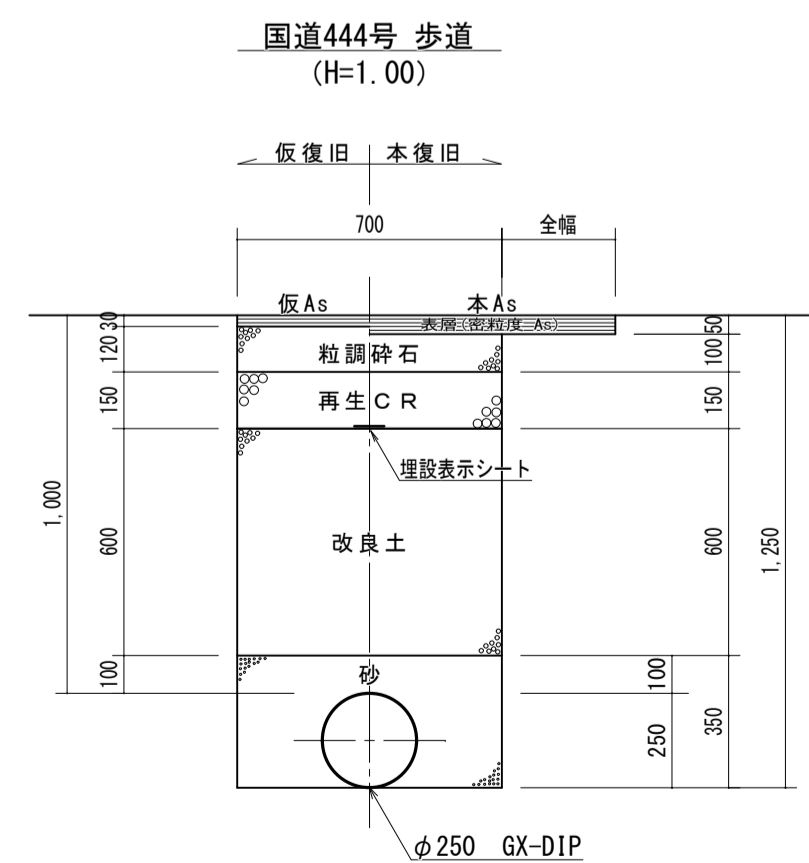 国道444号 歩道
(H=1.00)
仮復旧 本復旧
700 全幅
仮As 本As
表層(密粒度 As)
30 50
120 粒調砕石 100
150 再生CR 150
埋設表示シート
1,000 600 改良土 600 1,250
100 砂 100
250 350
φ250 GX-DIP